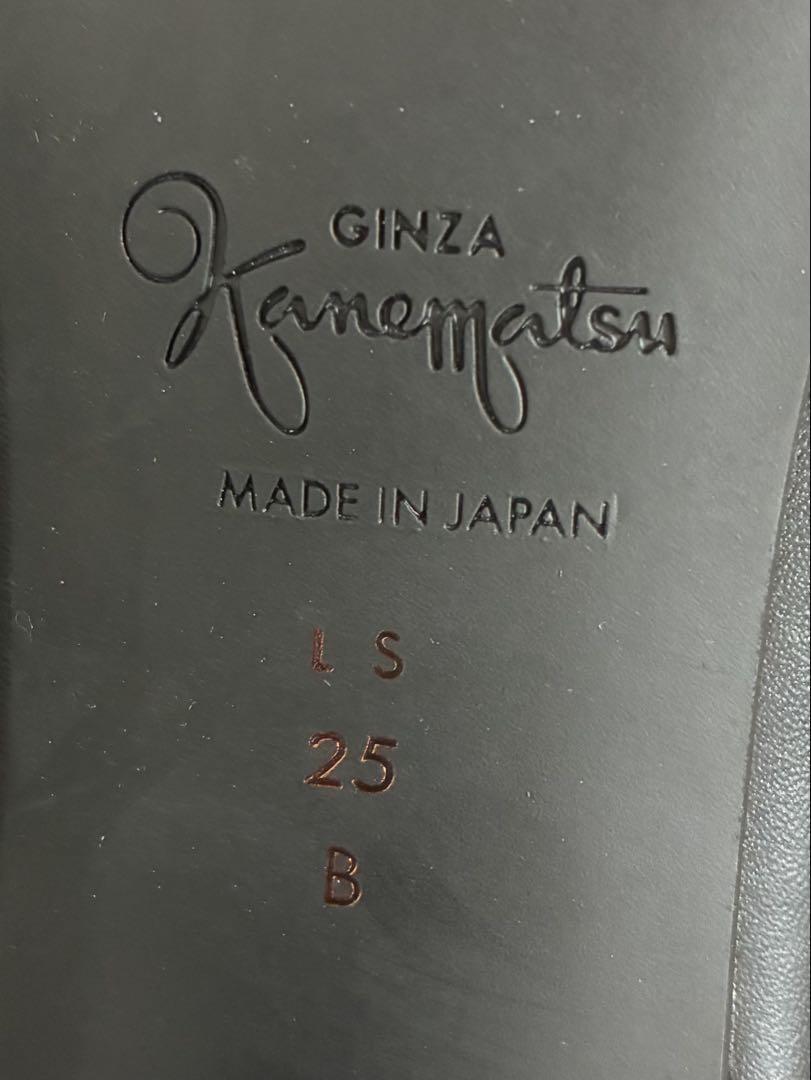 GINZA
Kanematsu
MADE IN JAPAN
L S
25
B